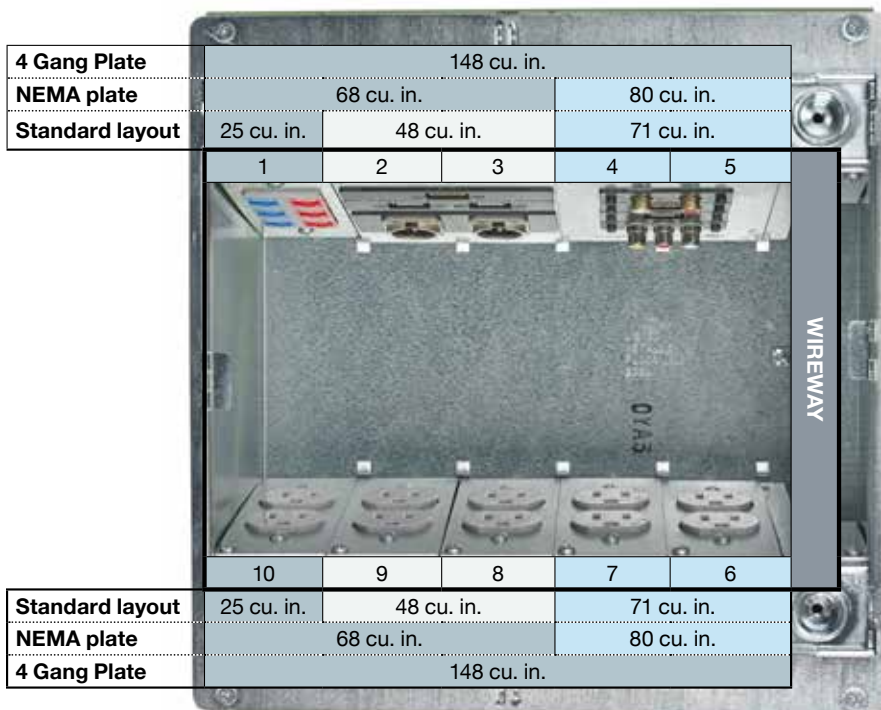 4 Gang Plate 148 cu. in.
NEMA plate 68 cu. in. 80 cu. in.
Standard layout 25 cu. in. 48 cu. in. 71 cu. in.
1 2 3 4 5
WIREWAY
10 9 8 7 6
Standard layout 25 cu. in. 48 cu. in. 71 cu. in.
NEMA plate 68 cu. in. 80 cu. in.
4 Gang Plate 148 cu. in.